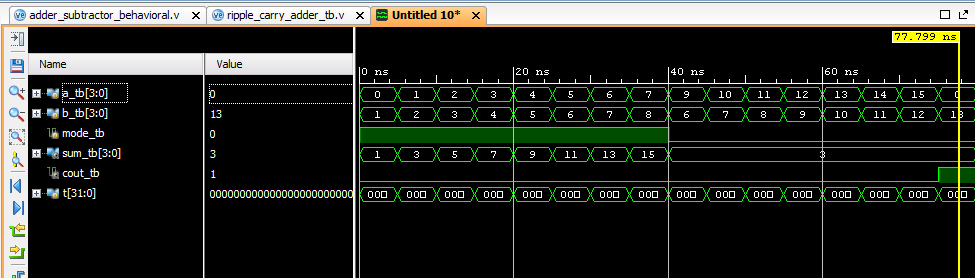 adder_subtractor_behavioral.v ripple_carry_adder_tb.v Untitled 10*
77.799 ns
Name Value
0 ns 20 ns 40 ns 60 ns
a_tb[3:0] 0 0 1 2 3 4 5 6 7 9 10 11 12 13 14 15 0
b_tb[3:0] 13 1 2 3 4 5 6 7 8 6 7 8 9 10 11 12 13
mode_tb 0
sum_tb[3:0] 3 1 3 5 7 9 11 13 15 3
cout_tb 1
t[31:0] 00000000000000000000000 000 000 000 000 000 000 000 000 000 000 000 000 000 000 000 000